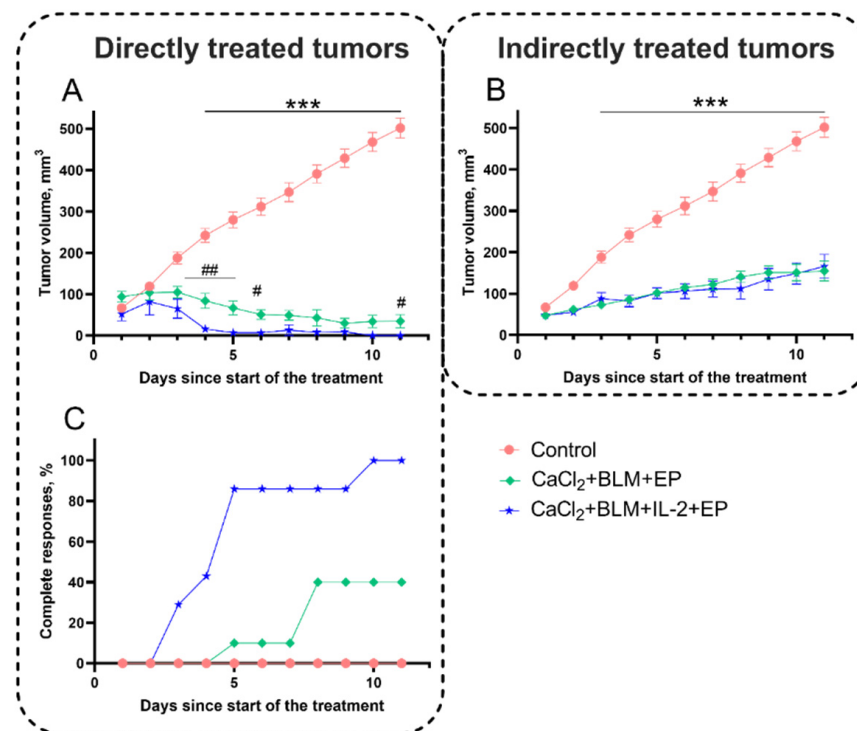 Directly treated tumors
A
***
Tumor volume, mm³
500
400
300
200
100
0
##
#
#
0
5
10
Days since start of the treatment
Indirectly treated tumors
B
***
Tumor volume, mm³
500
400
300
200
100
0
0
5
10
Days since start of the treatment
C
Complete responses, %
100
80
60
40
20
0
0
5
10
Days since start of the treatment
Control
CaCl₂+BLM+EP
CaCl₂+BLM+IL-2+EP